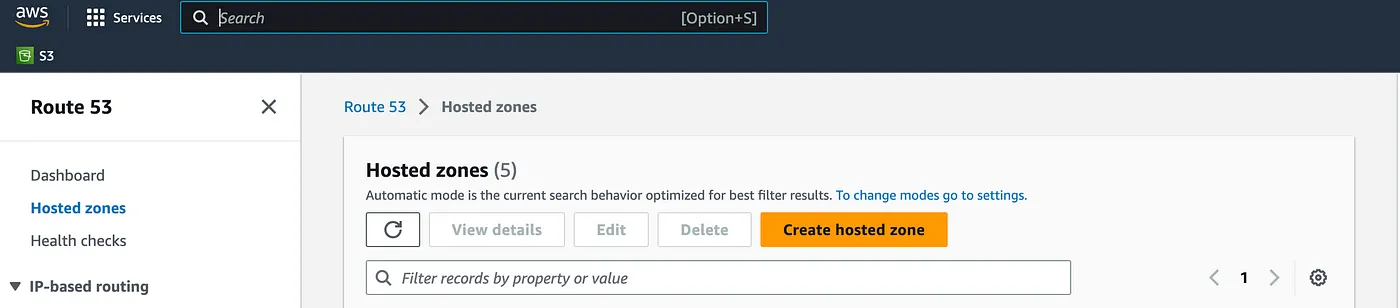 aws Services Search [Option+S]
S3
Route 53
Route 53 Hosted zones
Hosted zones (5)
Dashboard
Automatic mode is the current search behavior optimized for best filter results. To change modes go to settings.
Hosted zones
View details Edit Delete Create hosted zone
Health checks
Filter records by property or value 1
IP-based routing